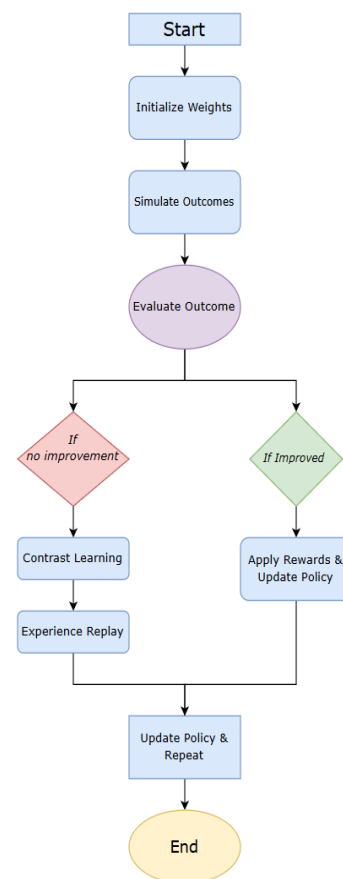 Start
Initialize Weights
Simulate Outcomes
Evaluate Outcome
If
no improvement
If Improved
Contrast Learning
Apply Rewards &
Update Policy
Experience Replay
Update Policy &
Repeat
End